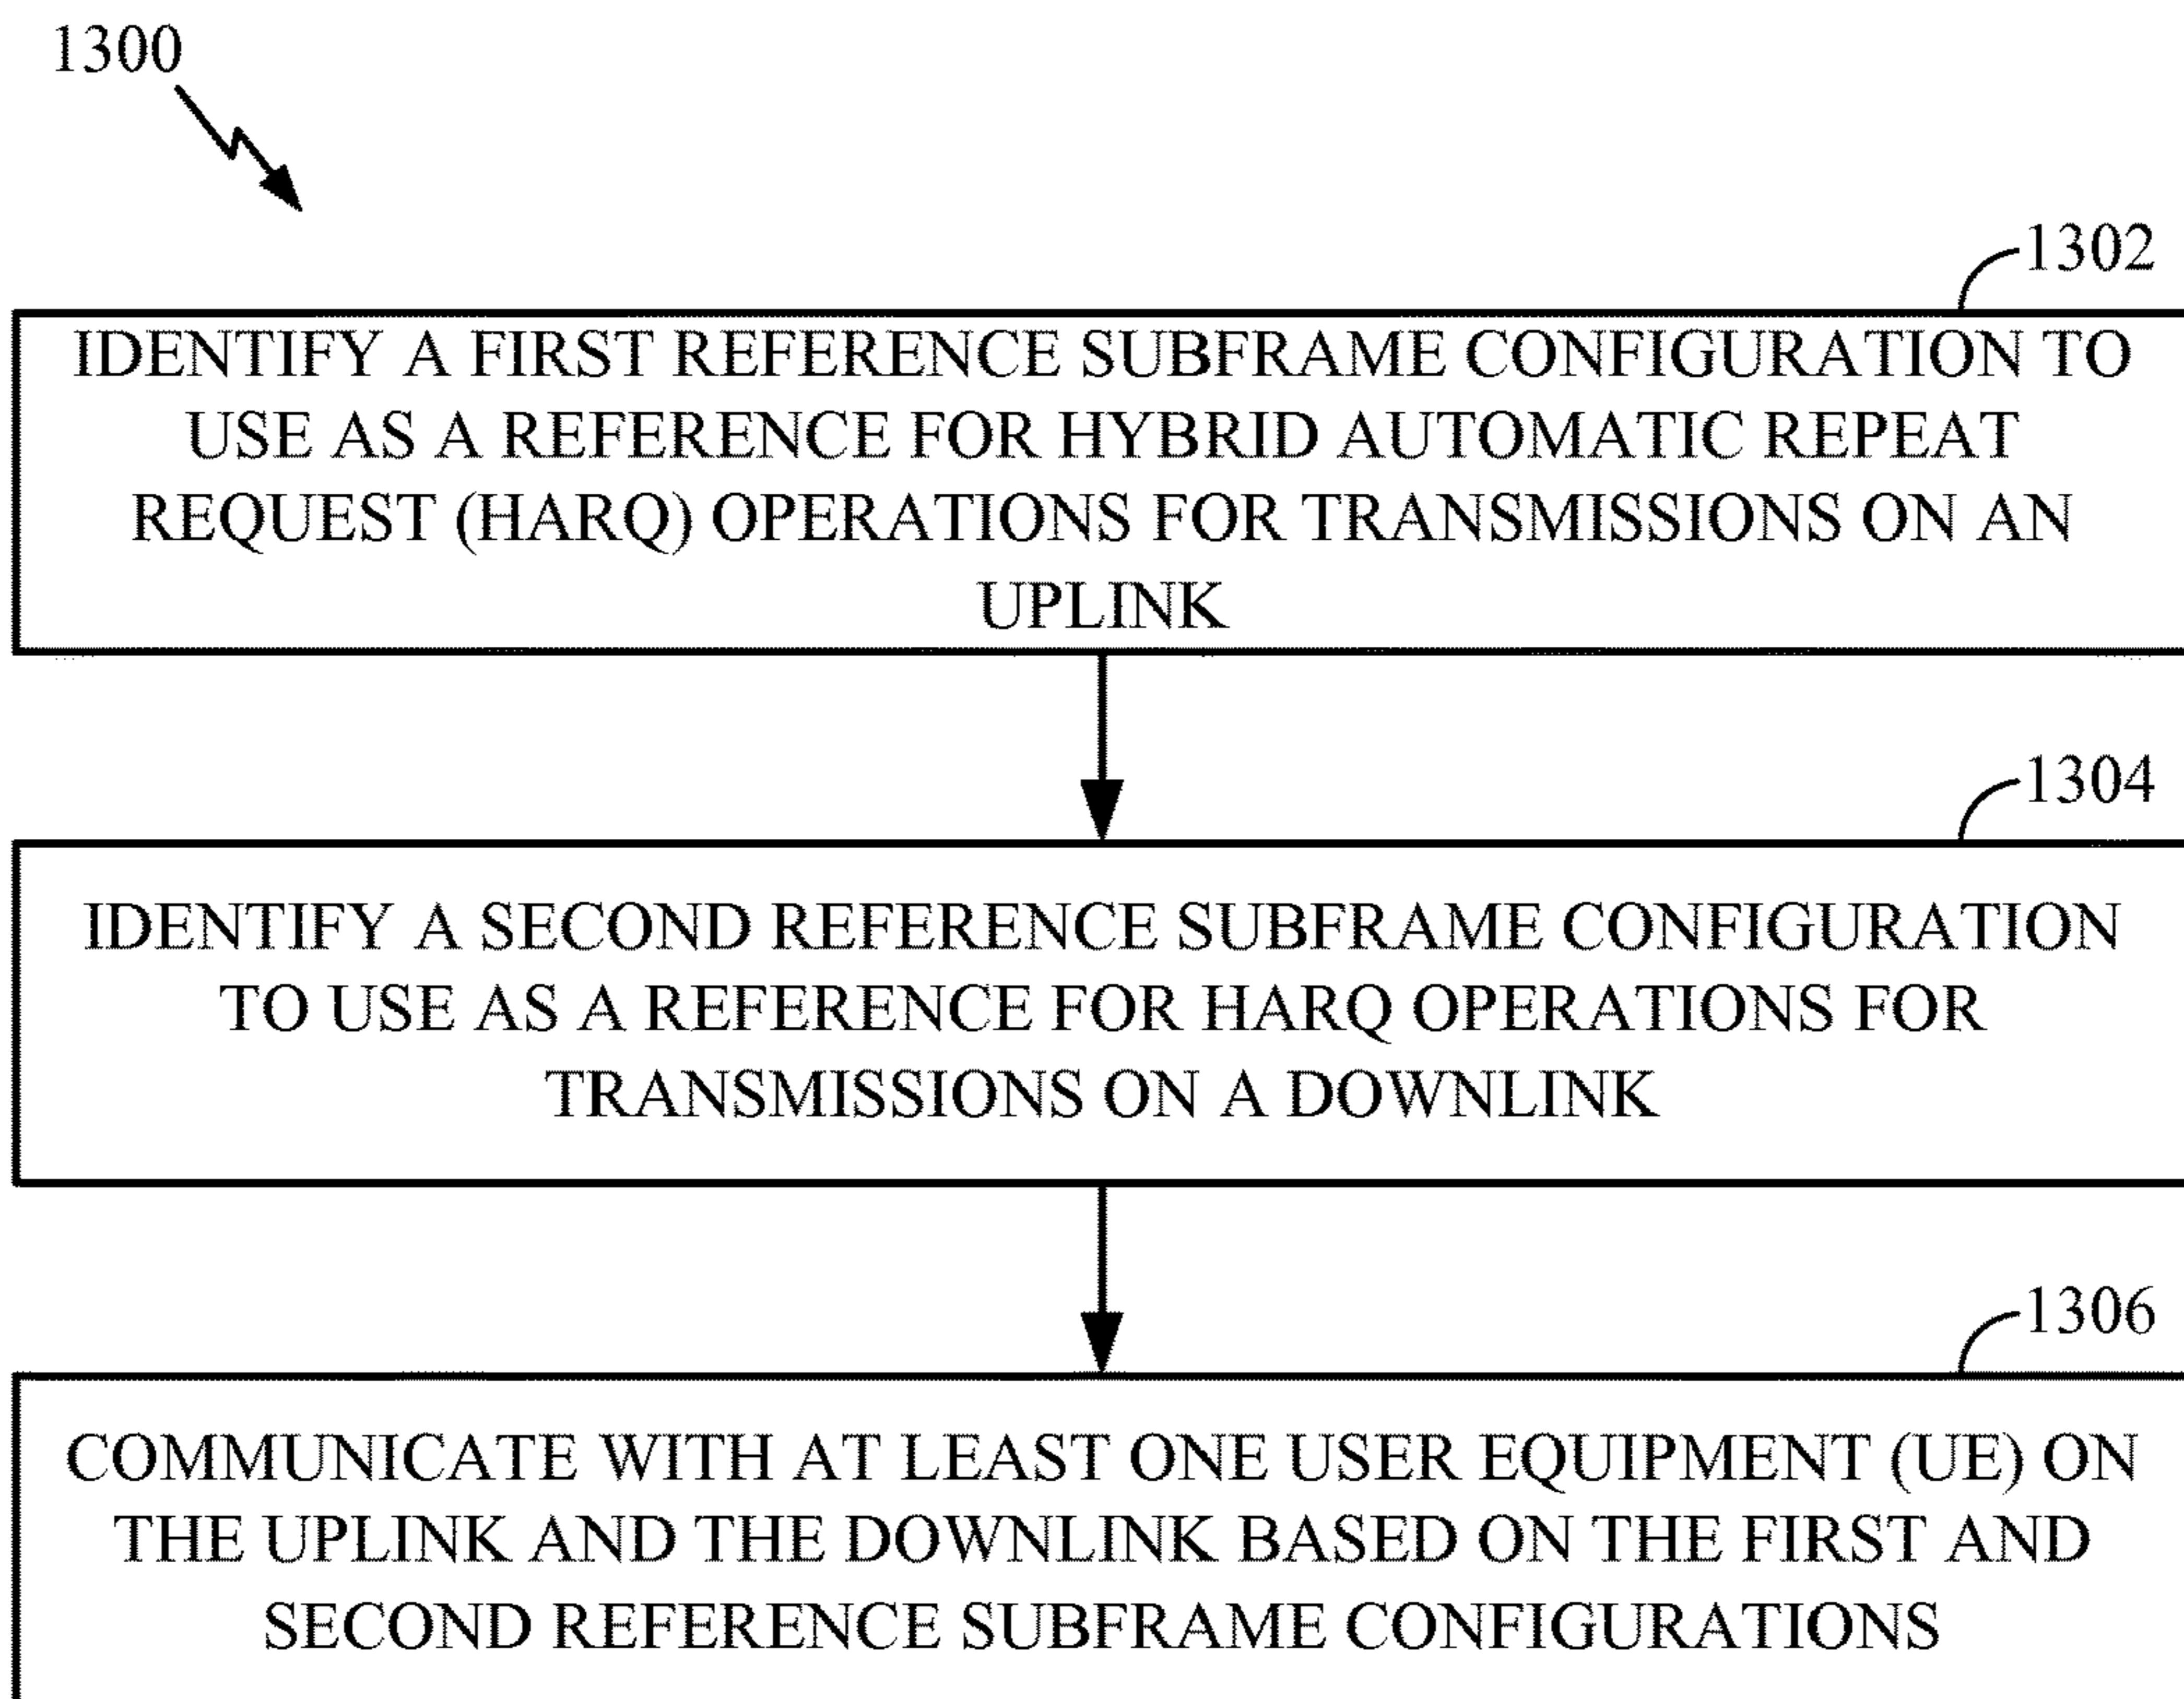 1300
1302
IDENTIFY A FIRST REFERENCE SUBFRAME CONFIGURATION TO
USE AS A REFERENCE FOR HYBRID AUTOMATIC REPEAT
REQUEST (HARQ) OPERATIONS FOR TRANSMISSIONS ON AN
UPLINK
1304
IDENTIFY A SECOND REFERENCE SUBFRAME CONFIGURATION
TO USE AS A REFERENCE FOR HARQ OPERATIONS FOR
TRANSMISSIONS ON A DOWNLINK
1306
COMMUNICATE WITH AT LEAST ONE USER EQUIPMENT (UE) ON
THE UPLINK AND THE DOWNLINK BASED ON THE FIRST AND
SECOND REFERENCE SUBFRAME CONFIGURATIONS